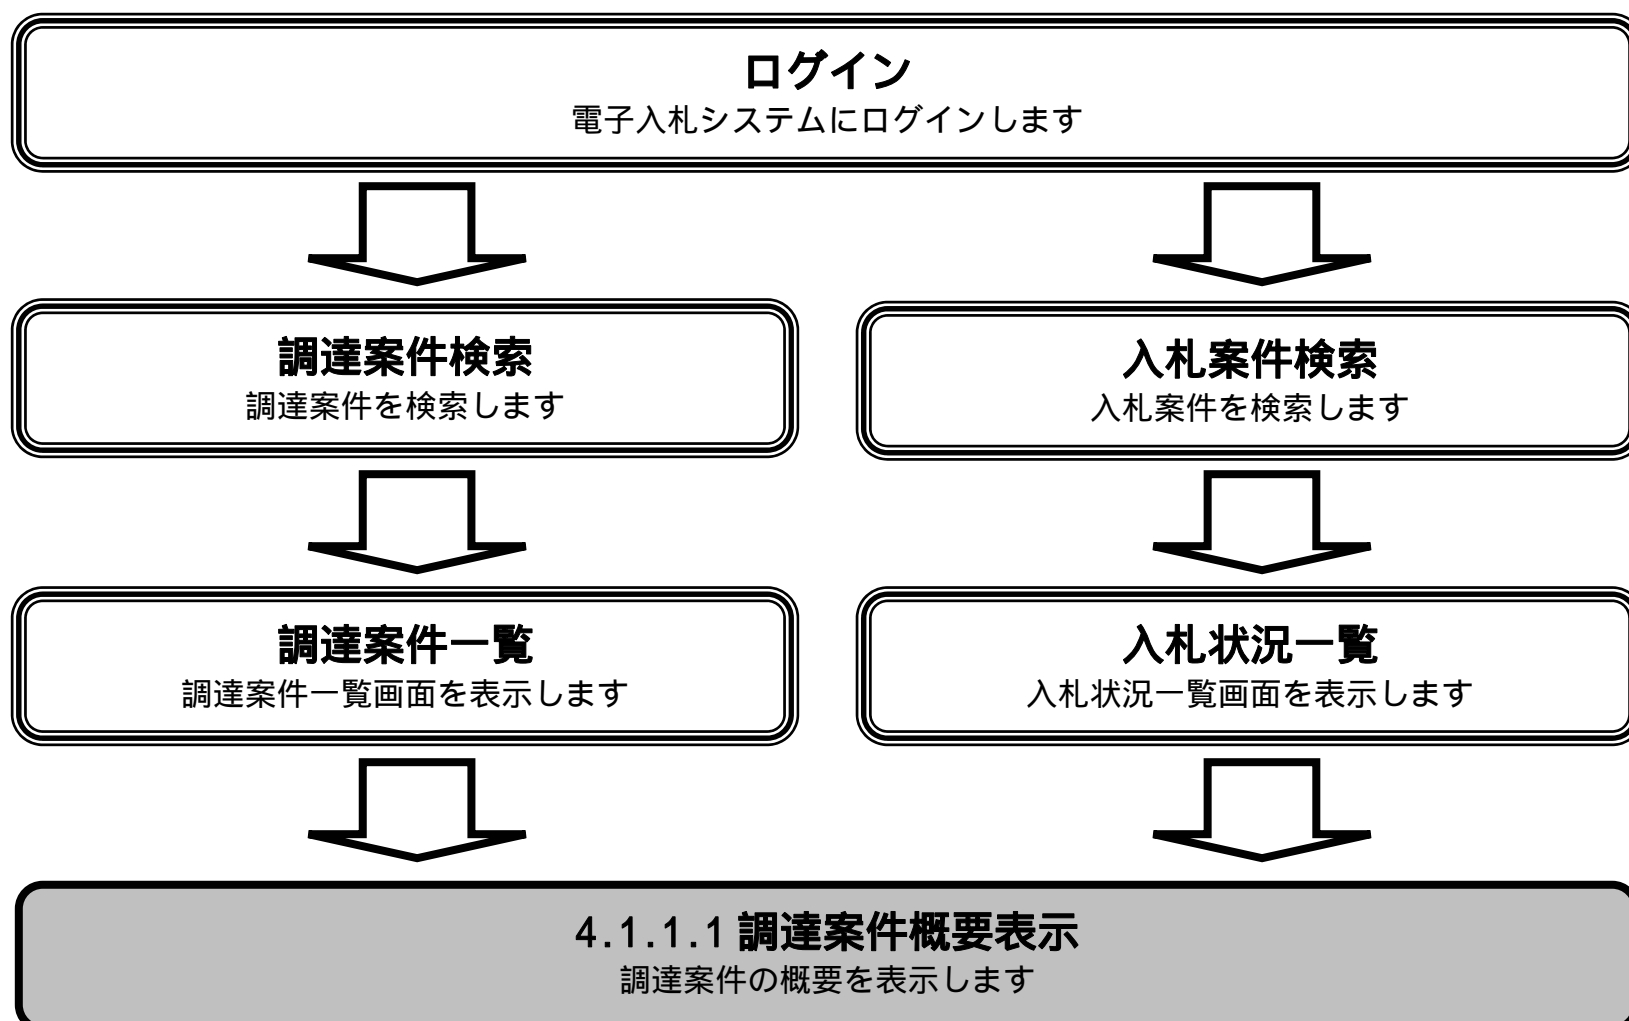 ログイン
電子入札システムにログインします
調達案件検索
調達案件を検索します
入札案件検索
入札案件を検索します
調達案件一覧
調達案件一覧画面を表示します
入札状況一覧
入札状況一覧画面を表示します
4.1.1.1 調達案件概要表示
調達案件の概要を表示します